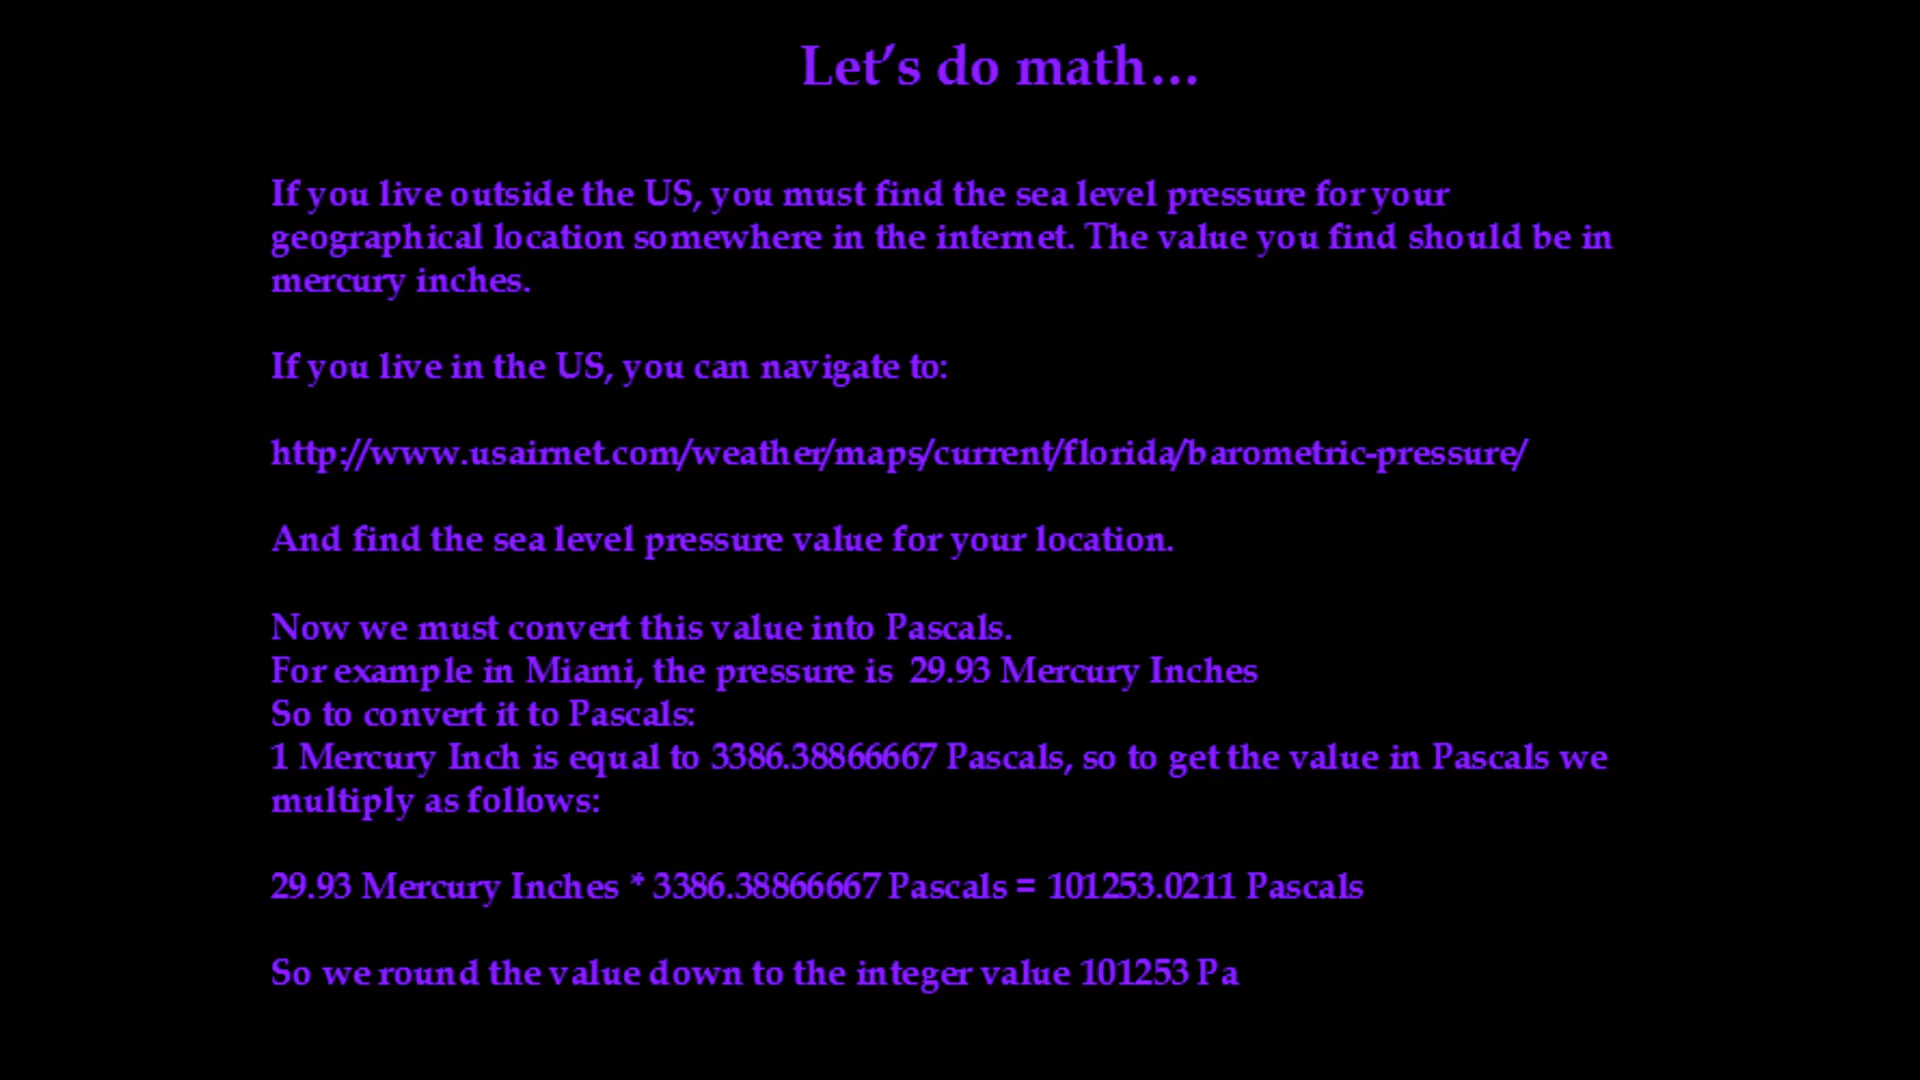 Let’s do math…
If you live outside the US, you must find the sea level pressure for your
geographical location somewhere in the internet. The value you find should be in
mercury inches.
If you live in the US, you can navigate to:
http://www.usairnet.com/weather/maps/current/florida/barometric-pressure/
And find the sea level pressure value for your location.
Now we must convert this value into Pascals.
For example in Miami, the pressure is 29.93 Mercury Inches
So to convert it to Pascals:
1 Mercury Inch is equal to 3386.38866667 Pascals, so to get the value in Pascals we
multiply as follows:
29.93 Mercury Inches * 3386.38866667 Pascals = 101253.0211 Pascals
So we round the value down to the integer value 101253 Pa